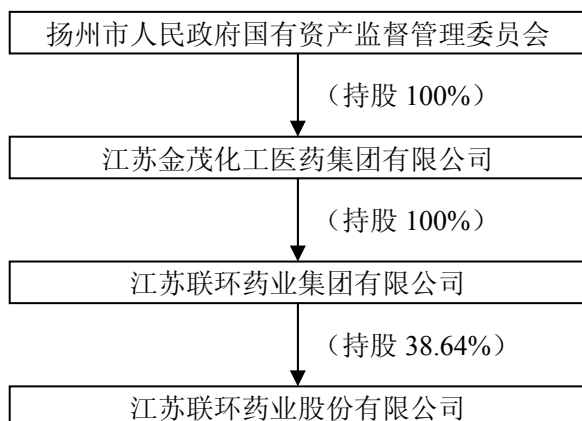 扬州市人民政府国有资产监督管理委员会
（持股 100%）
江苏金茂化工医药集团有限公司
（持股 100%）
江苏联环药业集团有限公司
（持股 38.64%）
江苏联环药业股份有限公司